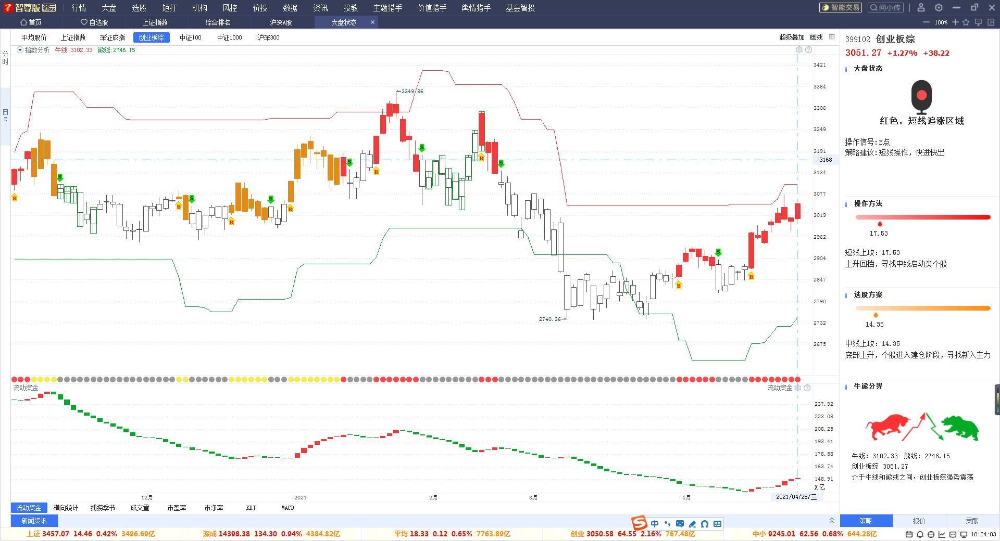 智尊版 演示 行情 大盘 选股 短打 机构 风控 价投 数据 资讯 投教 主题猎手 价值猎手 舆情猎手 基金智投 智能交易 问小传
首页 自选股 上证指数 综合排名 沪深A股 大盘状态 × 100%
平均股价 上证指数 深证成指 创业板综 中证100 中证1000 沪深300 超级叠加 画线
指数分析 牛线:3102.33 熊线:2746.15
分时
日K
3421
3364
3349.86
3306
3249
3191
3168
3134
3077
3019
2962
2904
2847
2790
2740.36
2732
2675
B S B S B S B S B S B S B S B
流动资金 流动资金
237.92
223.08
208.25
193.41
178.58
163.74
148.91
X亿
12月 2021 2月 3月 4月 2021/04/28/三
流动资金 横向统计 捕捞季节 成交量 市盈率 市净率 KDJ MACD
新闻资讯
中
399102 创业板综
3051.27 +1.27% +38.22
大盘状态
红色，短线追涨区域
操作信号:B点
策略建议:短线操作，快进快出
操作方法
17.53
短线上攻：17.53
上升回档，寻找中线启动类个股
选股方案
14.35
中线上攻：14.35
底部上升，个股进入建仓阶段，寻找新入主力
牛熊分界
牛线：3102.33 熊线：2746.15
创业板综 3051.27
介于牛线和熊线之间，创业板综强势震荡
策略 报价 贡献
上证 3457.07 14.46 0.42% 3496.69亿 深成 14398.38 134.30 0.94% 4384.82亿 平均 18.33 0.12 0.65% 7763.89亿 创业 3050.58 64.55 2.16% 767.48亿 中小 9245.01 62.56 0.68% 644.28亿 18:24:03